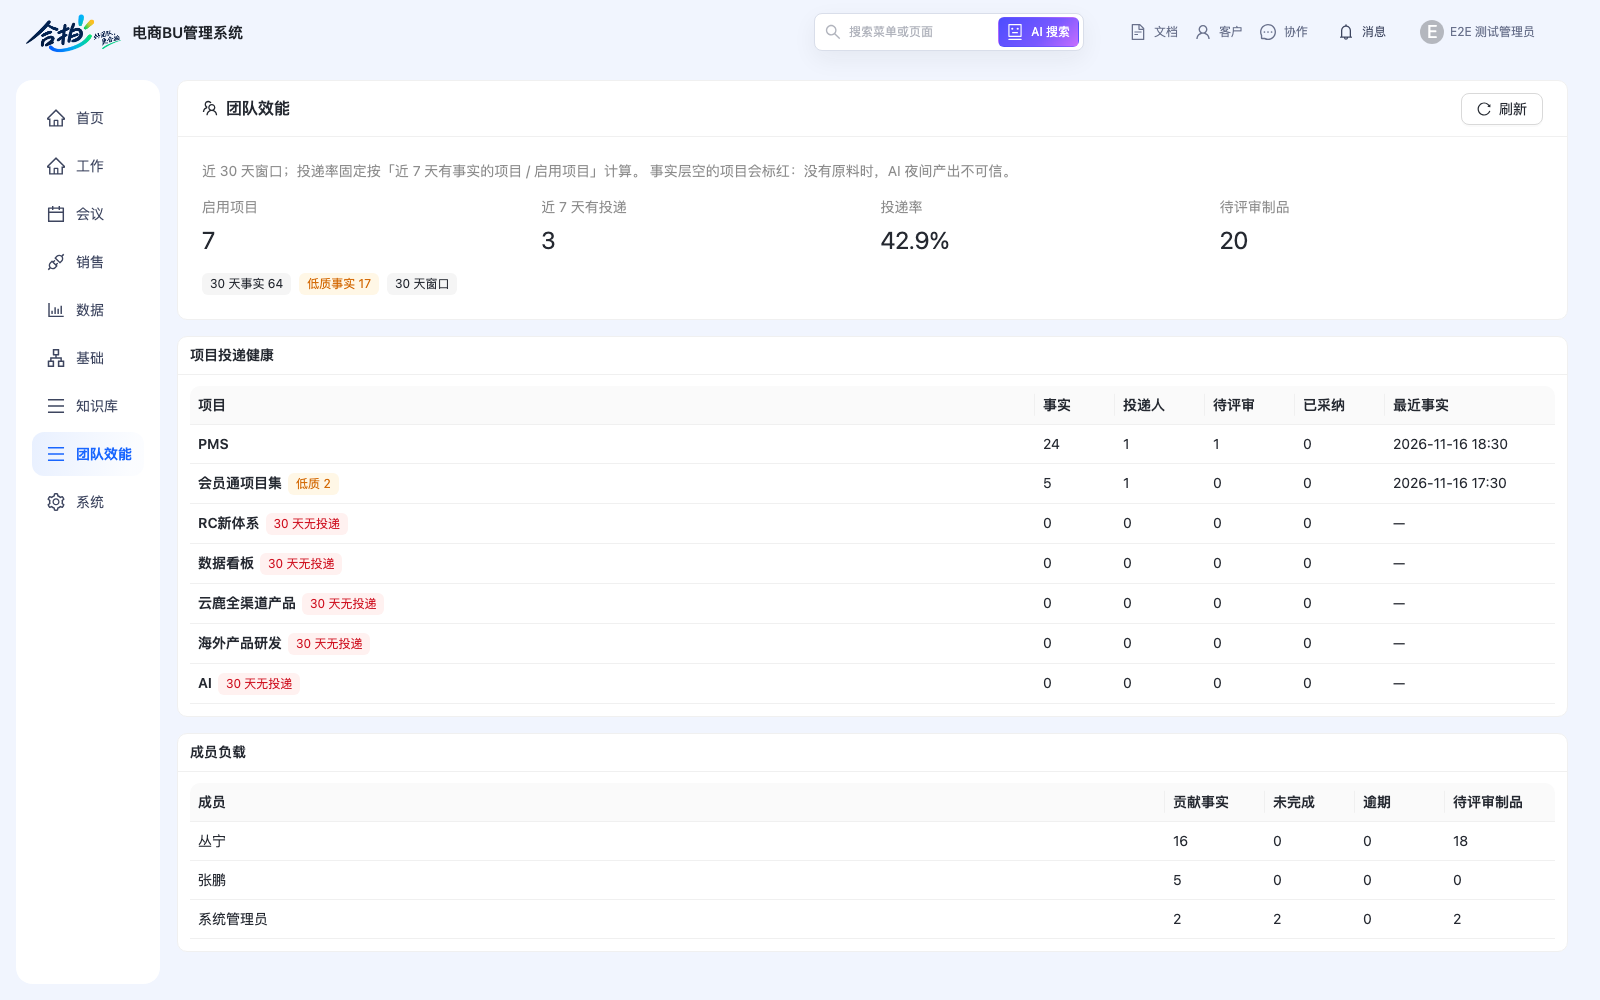 合拍 电商BU管理系统
搜索菜单或页面 AI 搜索 文档 客户 协作 消息 E E2E 测试管理员
首页
工作
会议
销售
数据
基础
知识库
团队效能
系统
团队效能 刷新
近 30 天窗口；投递率固定按「近 7 天有事实的项目 / 启用项目」计算。 事实层空的项目会标红：没有原料时，AI 夜间产出不可信。
启用项目 近 7 天有投递 投递率 待评审制品
7 3 42.9% 20
30 天事实 64 低质事实 17 30 天窗口
项目投递健康
项目 事实 投递人 待评审 已采纳 最近事实
PMS 24 1 1 0 2026-11-16 18:30
会员通项目集 低质 2 5 1 0 0 2026-11-16 17:30
RC新体系 30 天无投递 0 0 0 0 —
数据看板 30 天无投递 0 0 0 0 —
云鹿全渠道产品 30 天无投递 0 0 0 0 —
海外产品研发 30 天无投递 0 0 0 0 —
AI 30 天无投递 0 0 0 0 —
成员负载
成员 贡献事实 未完成 逾期 待评审制品
丛宁 16 0 0 18
张鹏 5 0 0 0
系统管理员 2 2 0 2